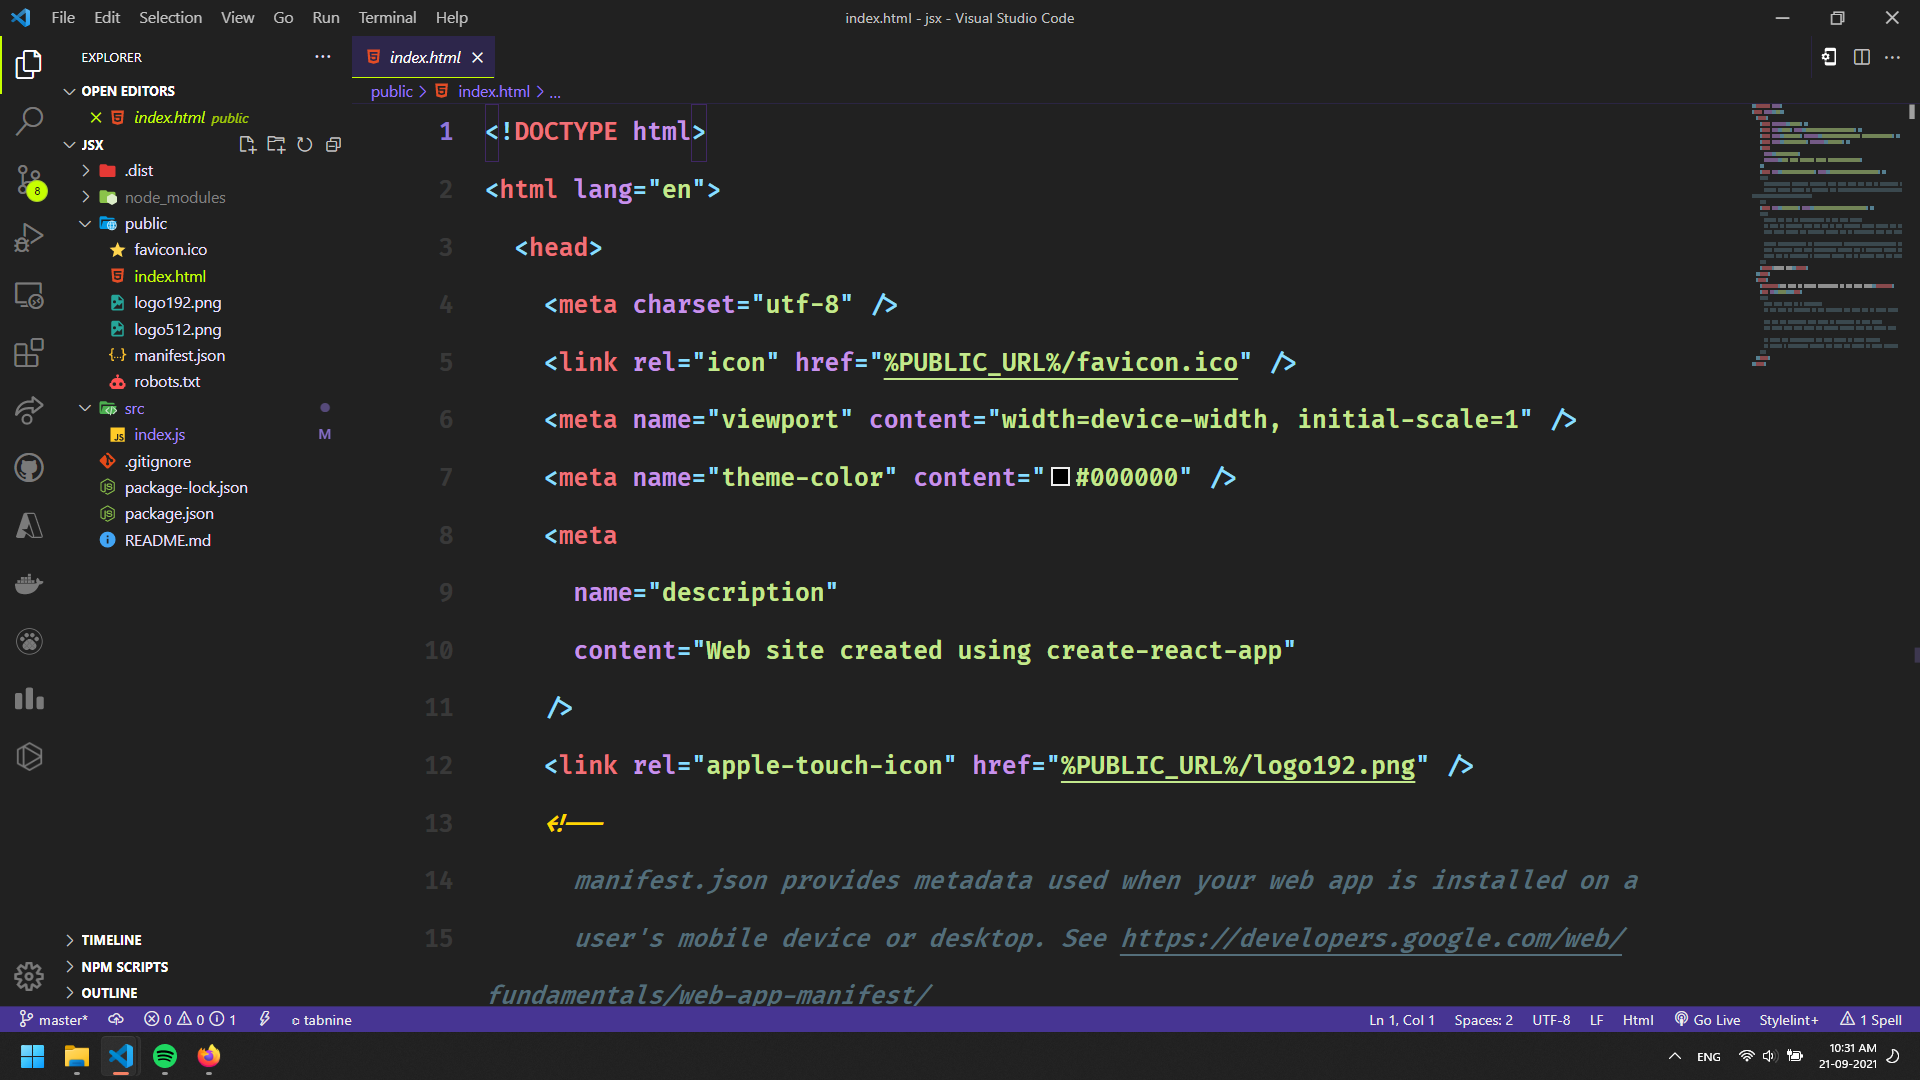 File Edit Selection View Go Run Terminal Help
index.html - jsx - Visual Studio Code
EXPLORER
OPEN EDITORS
index.html public
JSX
.dist
node_modules
public
favicon.ico
index.html
logo192.png
logo512.png
manifest.json
robots.txt
src
index.js M
.gitignore
package-lock.json
package.json
README.md
TIMELINE
NPM SCRIPTS
OUTLINE
8
index.html
public > index.html > ...
1 <!DOCTYPE html>
2 <html lang="en">
3 <head>
4 <meta charset="utf-8" />
5 <link rel="icon" href="%PUBLIC_URL%/favicon.ico" />
6 <meta name="viewport" content="width=device-width, initial-scale=1" />
7 <meta name="theme-color" content="#000000" />
8 <meta
9 name="description"
10 content="Web site created using create-react-app"
11 />
12 <link rel="apple-touch-icon" href="%PUBLIC_URL%/logo192.png" />
13 <!--
14 manifest.json provides metadata used when your web app is installed on a
15 user's mobile device or desktop. See https://developers.google.com/web/
fundamentals/web-app-manifest/
master* 0 0 1 tabnine
Ln 1, Col 1 Spaces: 2 UTF-8 LF Html Go Live Stylelint+ 1 Spell
ENG
10:31 AM
21-09-2021